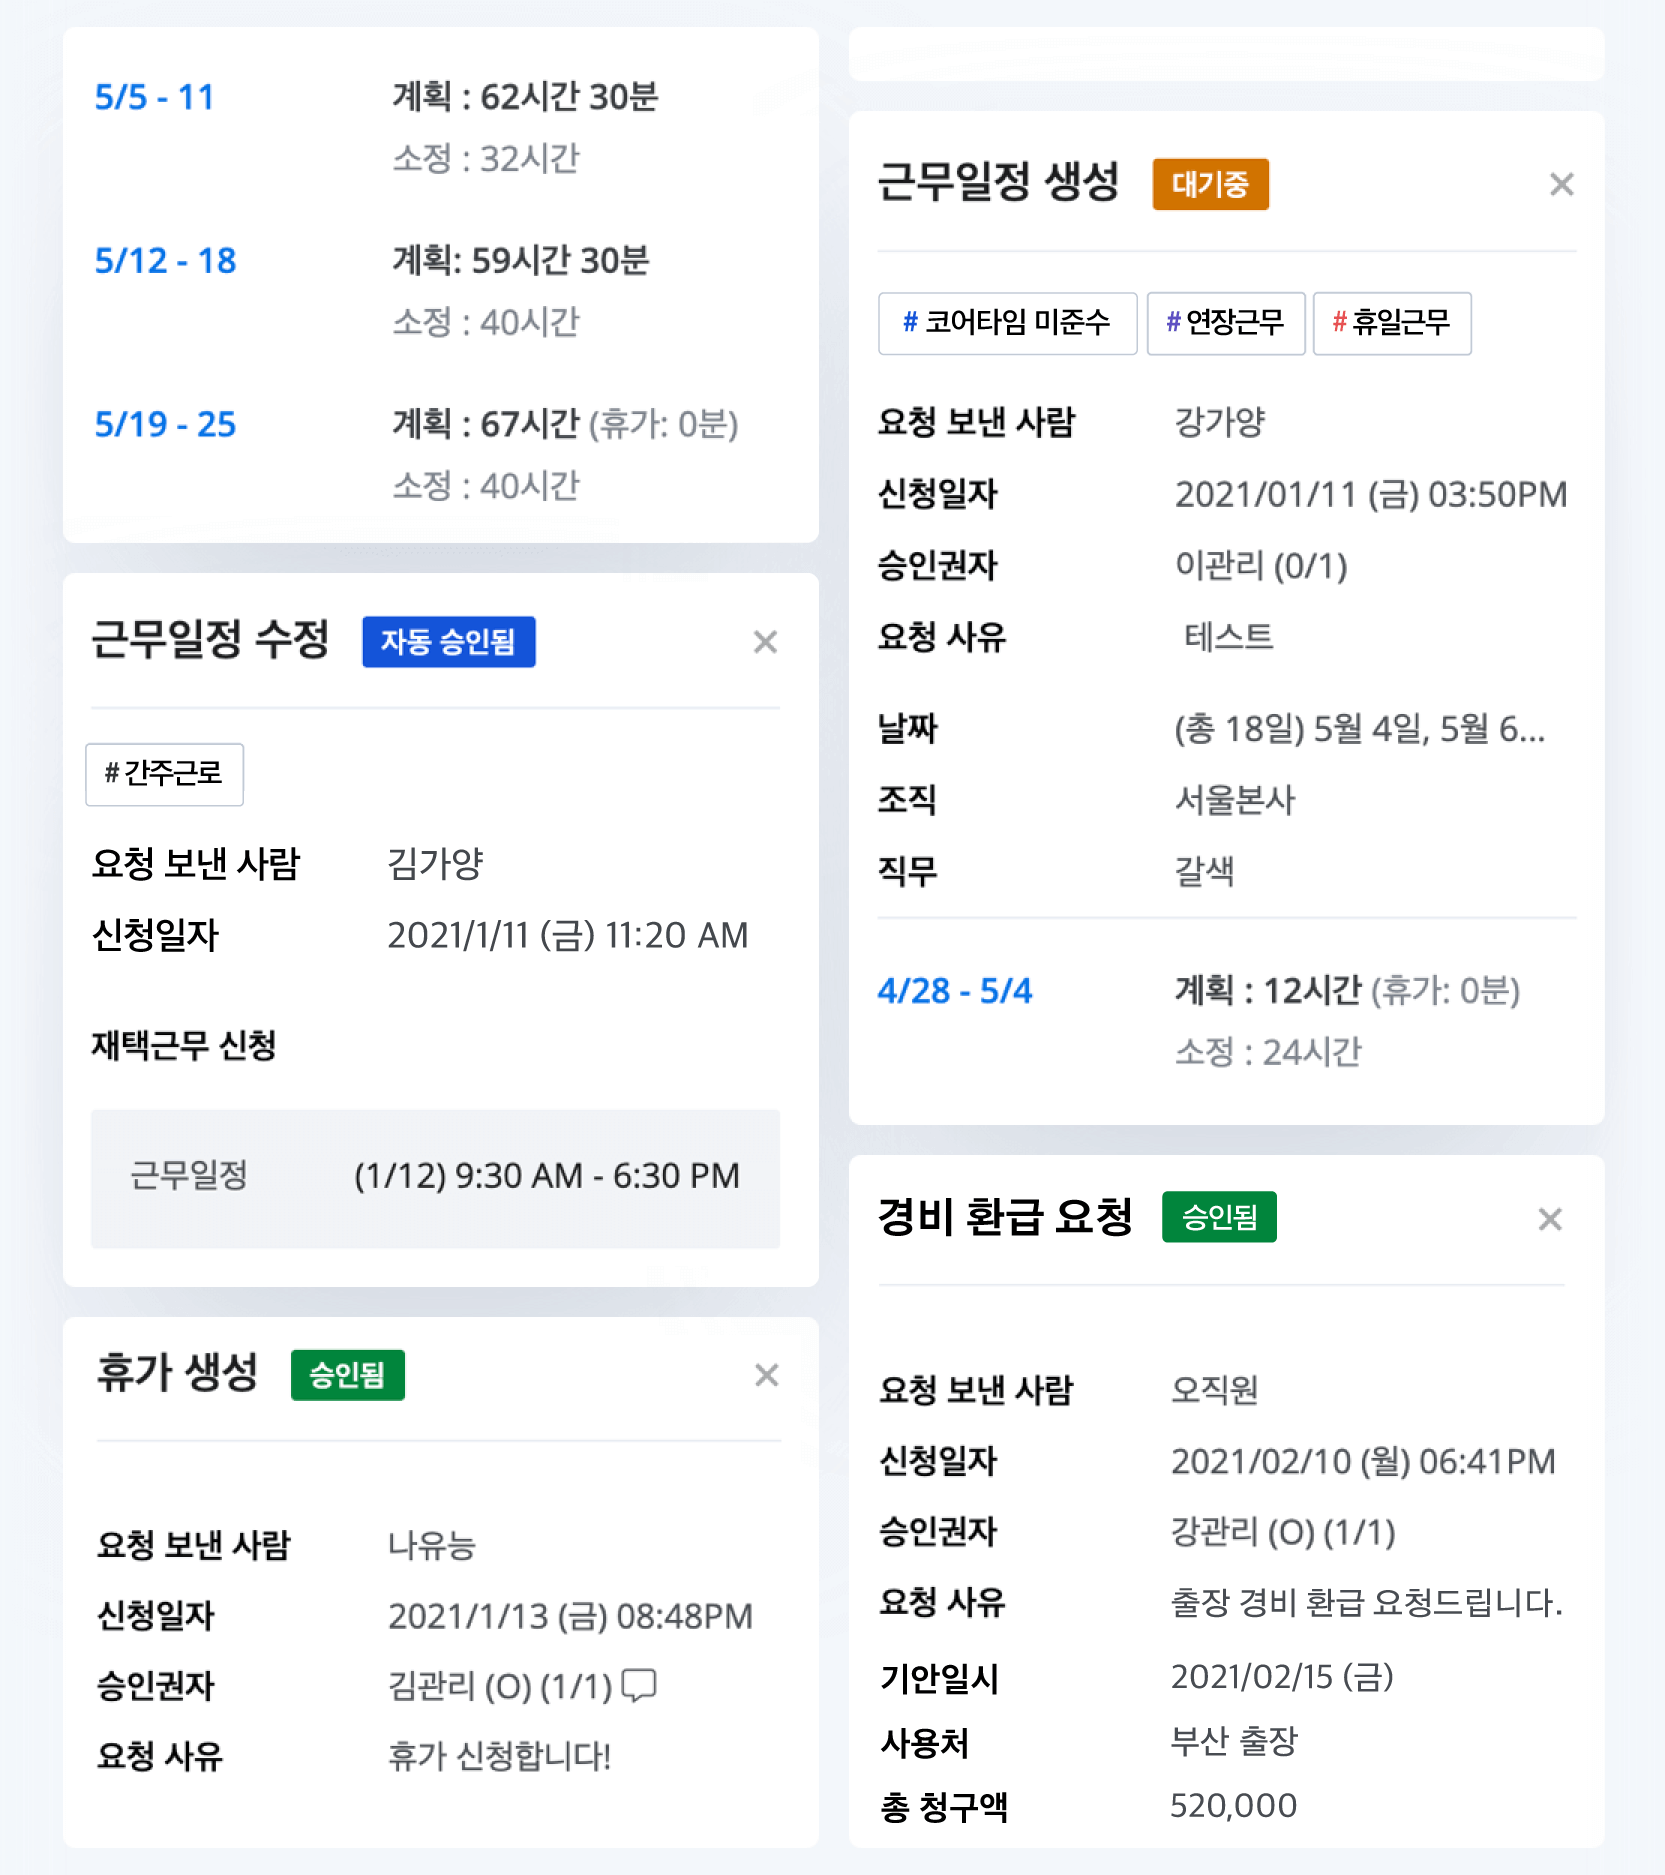 5/5 - 11 계획 : 62시간 30분
소정 : 32시간
5/12 - 18 계획: 59시간 30분
소정 : 40시간
5/19 - 25 계획 : 67시간 (휴가: 0분)
소정 : 40시간
근무일정 수정 자동 승인됨 ×
# 간주근로
요청 보낸 사람 김가양
신청일자 2021/1/11 (금) 11:20 AM
재택근무 신청
근무일정 (1/12) 9:30 AM - 6:30 PM
휴가 생성 승인됨 ×
요청 보낸 사람 나유능
신청일자 2021/1/13 (금) 08:48PM
승인권자 김관리 (O) (1/1)
요청 사유 휴가 신청합니다!
근무일정 생성 대기중 ×
# 코어타임 미준수 # 연장근무 # 휴일근무
요청 보낸 사람 강가양
신청일자 2021/01/11 (금) 03:50PM
승인권자 이관리 (0/1)
요청 사유 테스트
날짜 (총 18일) 5월 4일, 5월 6...
조직 서울본사
직무 갈색
4/28 - 5/4 계획 : 12시간 (휴가: 0분)
소정 : 24시간
경비 환급 요청 승인됨 ×
요청 보낸 사람 오직원
신청일자 2021/02/10 (월) 06:41PM
승인권자 강관리 (O) (1/1)
요청 사유 출장 경비 환급 요청드립니다.
기안일시 2021/02/15 (금)
사용처 부산 출장
총 청구액 520,000